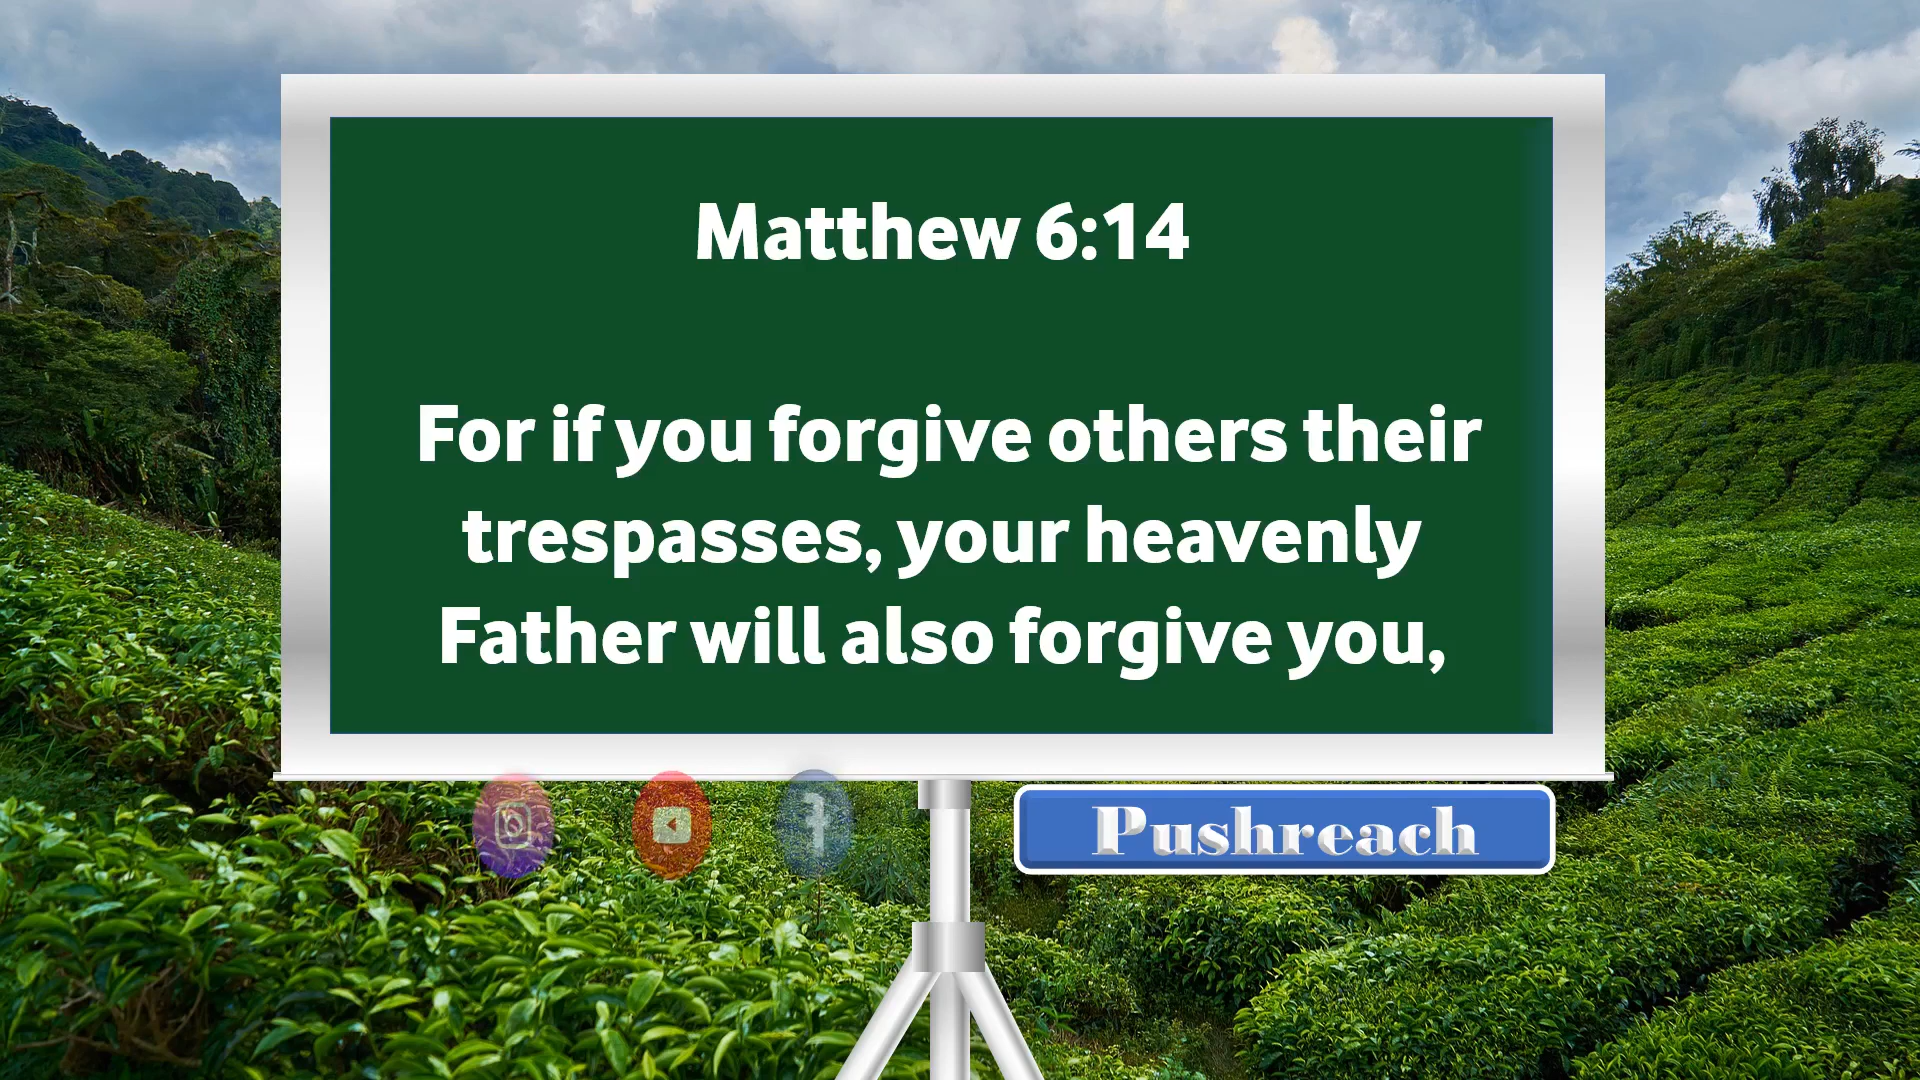 Matthew 6:14
For if you forgive others their
trespasses, your heavenly
Father will also forgive you,
Pushreach